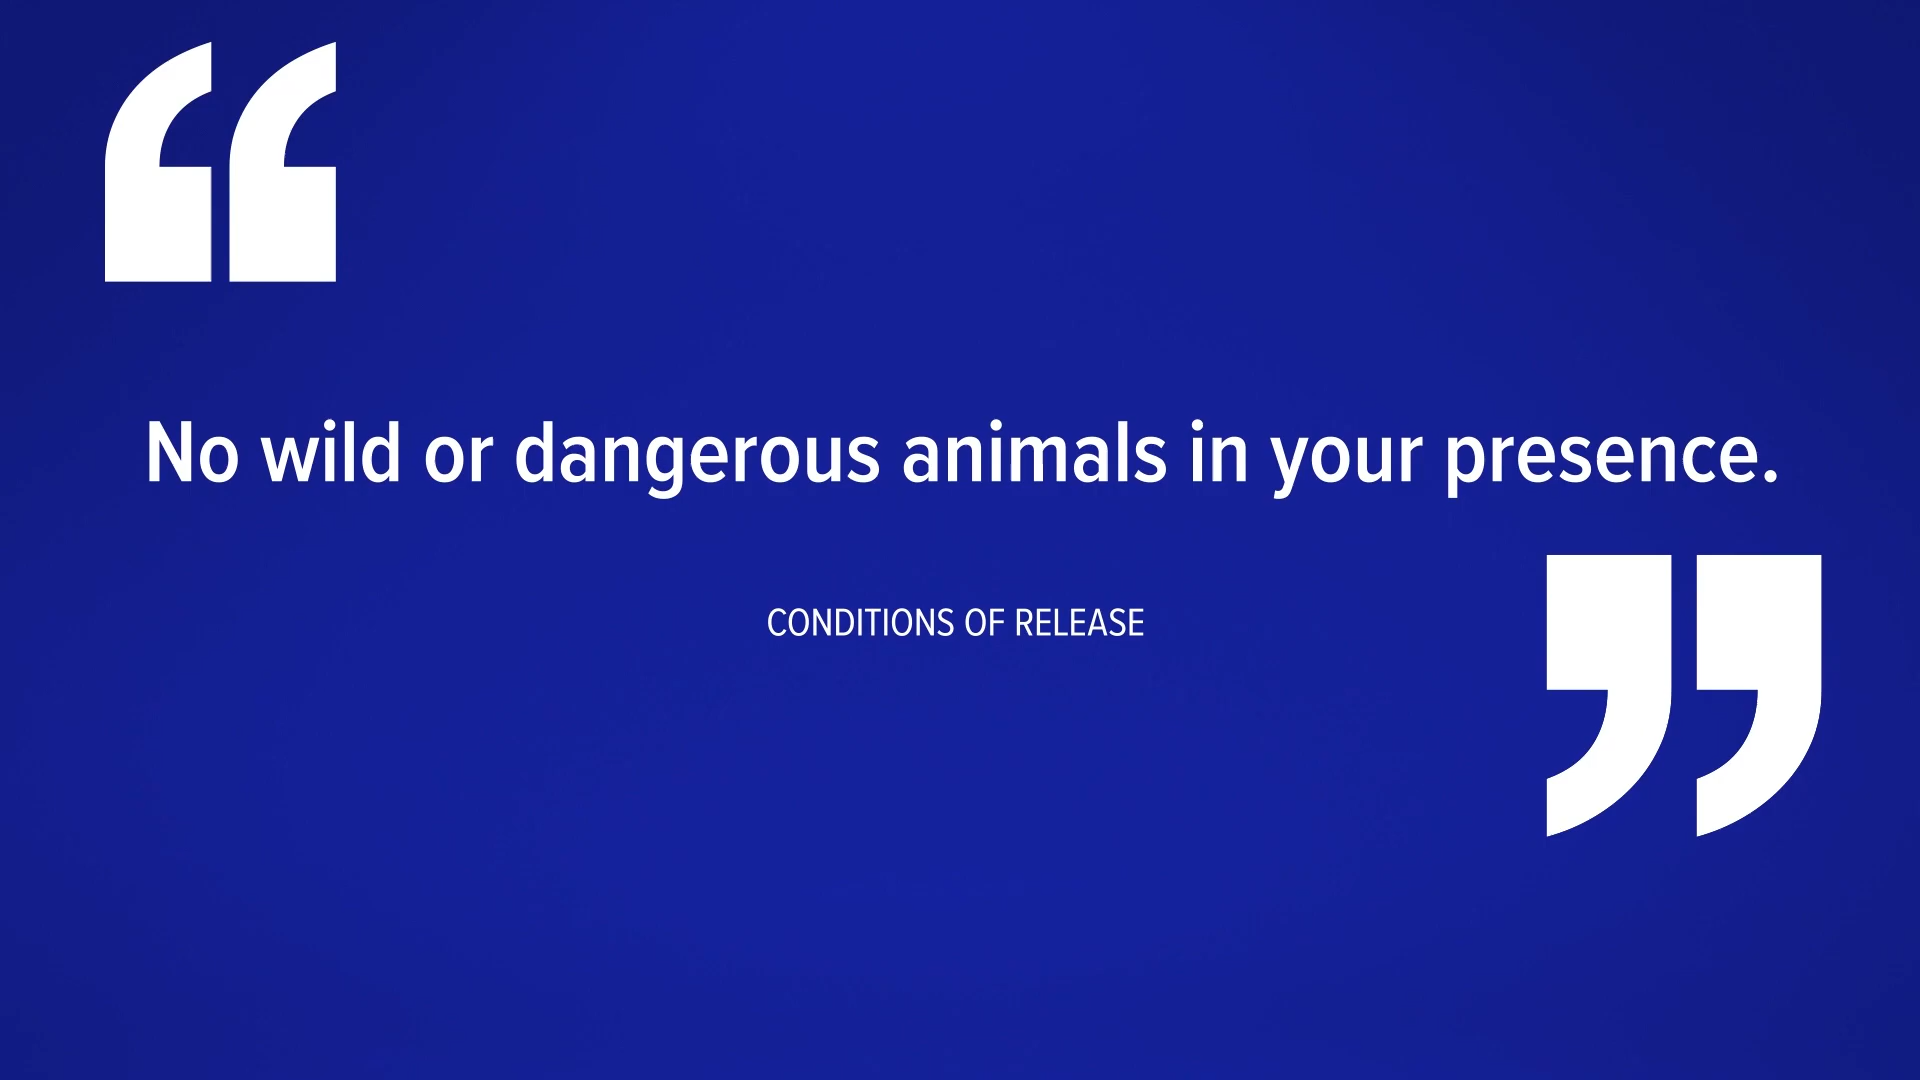 “
No wild or dangerous animals in your presence.
CONDITIONS OF RELEASE
”